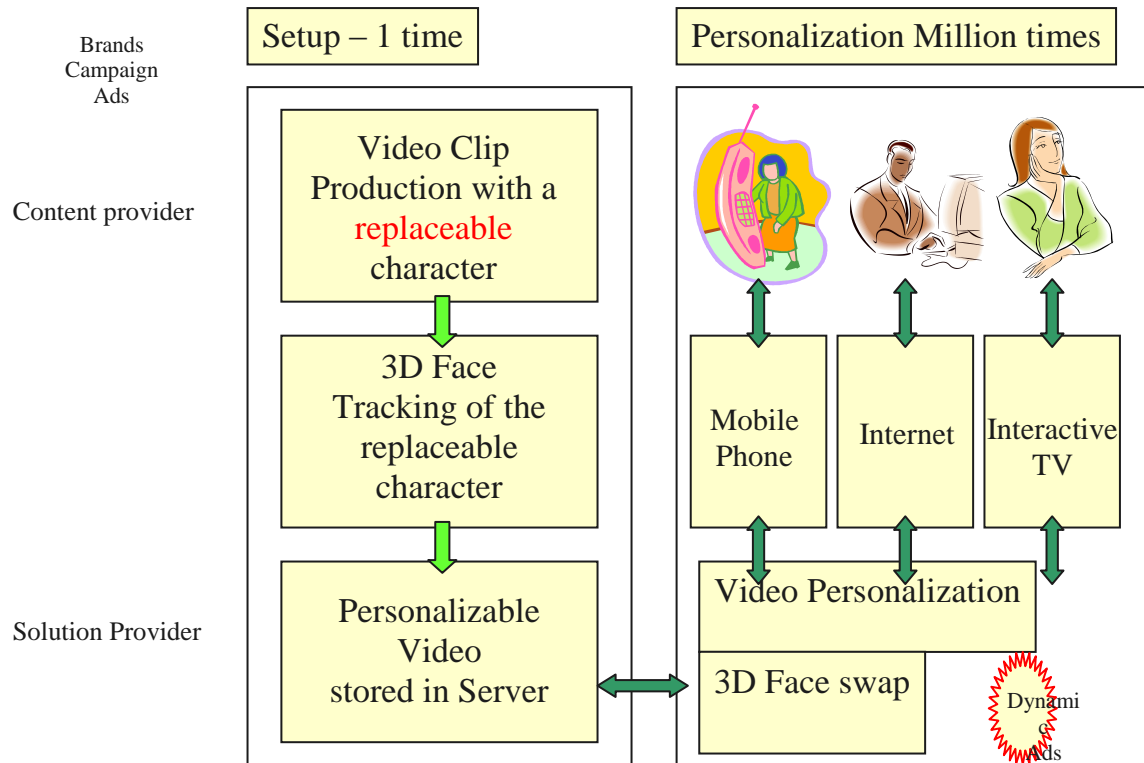 Brands
Campaign
Ads
Setup – 1 time
Personalization Million times
Content provider
Video Clip
Production with a
replaceable
character
3D Face
Tracking of the
replaceable
character
Mobile
Phone
Internet
Interactive
TV
Solution Provider
Personalizable
Video
stored in Server
Video Personalization
3D Face swap
Dynami
c
Ads